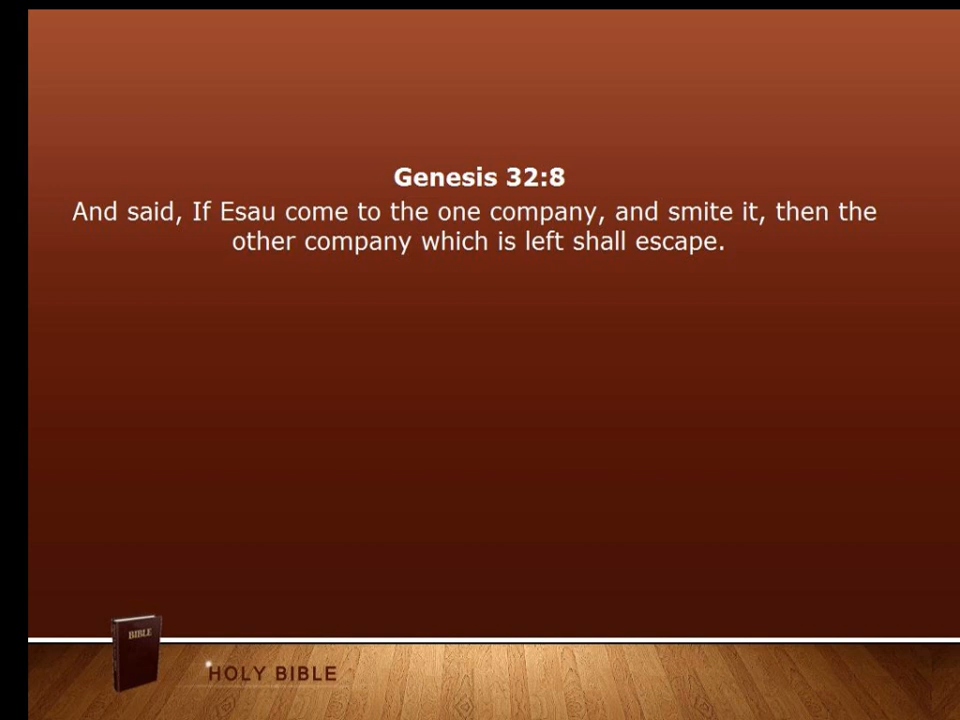 Genesis 32:8
And said, If Esau come to the one company, and smite it, then the
other company which is left shall escape.
BIBLE
HOLY BIBLE